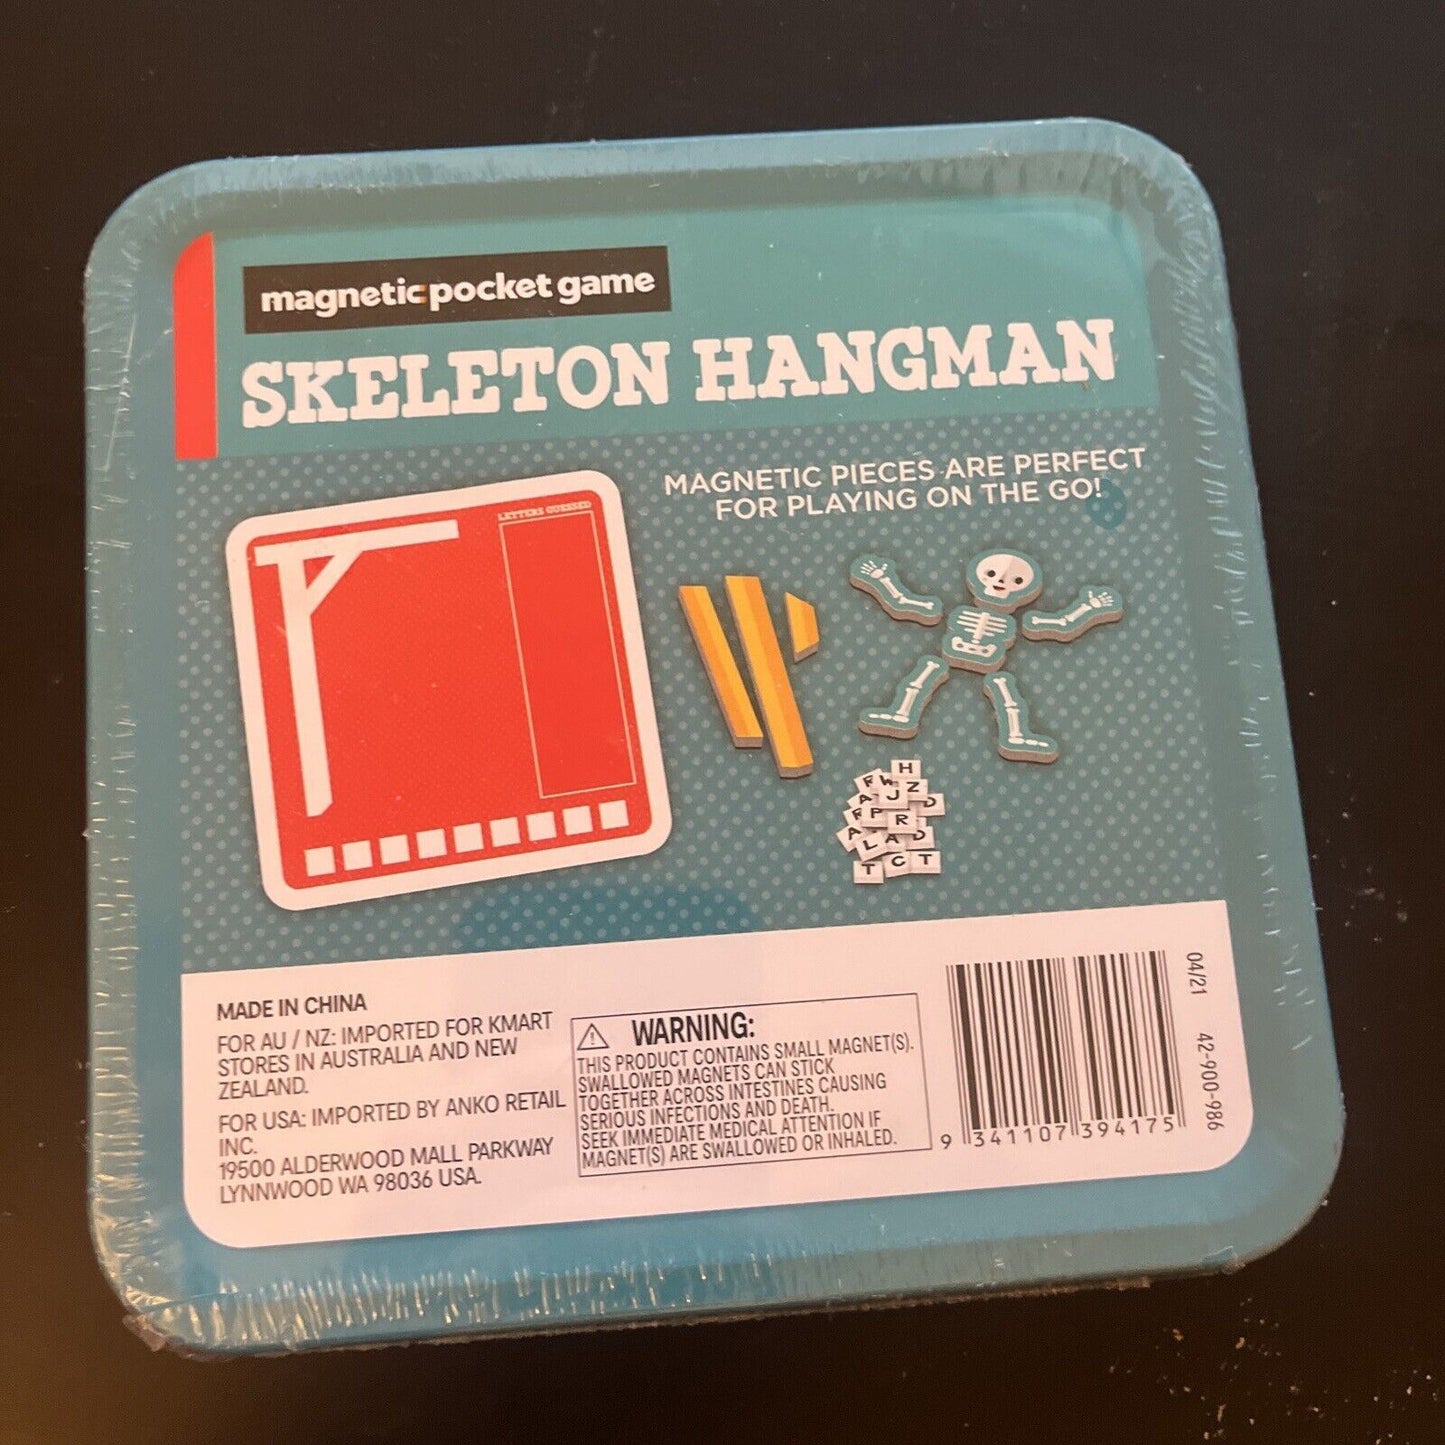 magnetic pocket game
SKELETON HANGMAN
MAGNETIC PIECES ARE PERFECT
FOR PLAYING ON THE GO!
LETTERS GUESSED
H
R W Z
A J D
R P R
A L A D
T C T
MADE IN CHINA
FOR AU / NZ: IMPORTED FOR KMART
STORES IN AUSTRALIA AND NEW
ZEALAND.
FOR USA: IMPORTED BY ANKO RETAIL
INC.
19500 ALDERWOOD MALL PARKWAY
LYNNWOOD WA 98036 USA.
WARNING:
THIS PRODUCT CONTAINS SMALL MAGNET(S).
SWALLOWED MAGNETS CAN STICK
TOGETHER ACROSS INTESTINES CAUSING
SERIOUS INFECTIONS AND DEATH.
SEEK IMMEDIATE MEDICAL ATTENTION IF
MAGNET(S) ARE SWALLOWED OR INHALED.
9 341107 394175
04/21 42-900-986